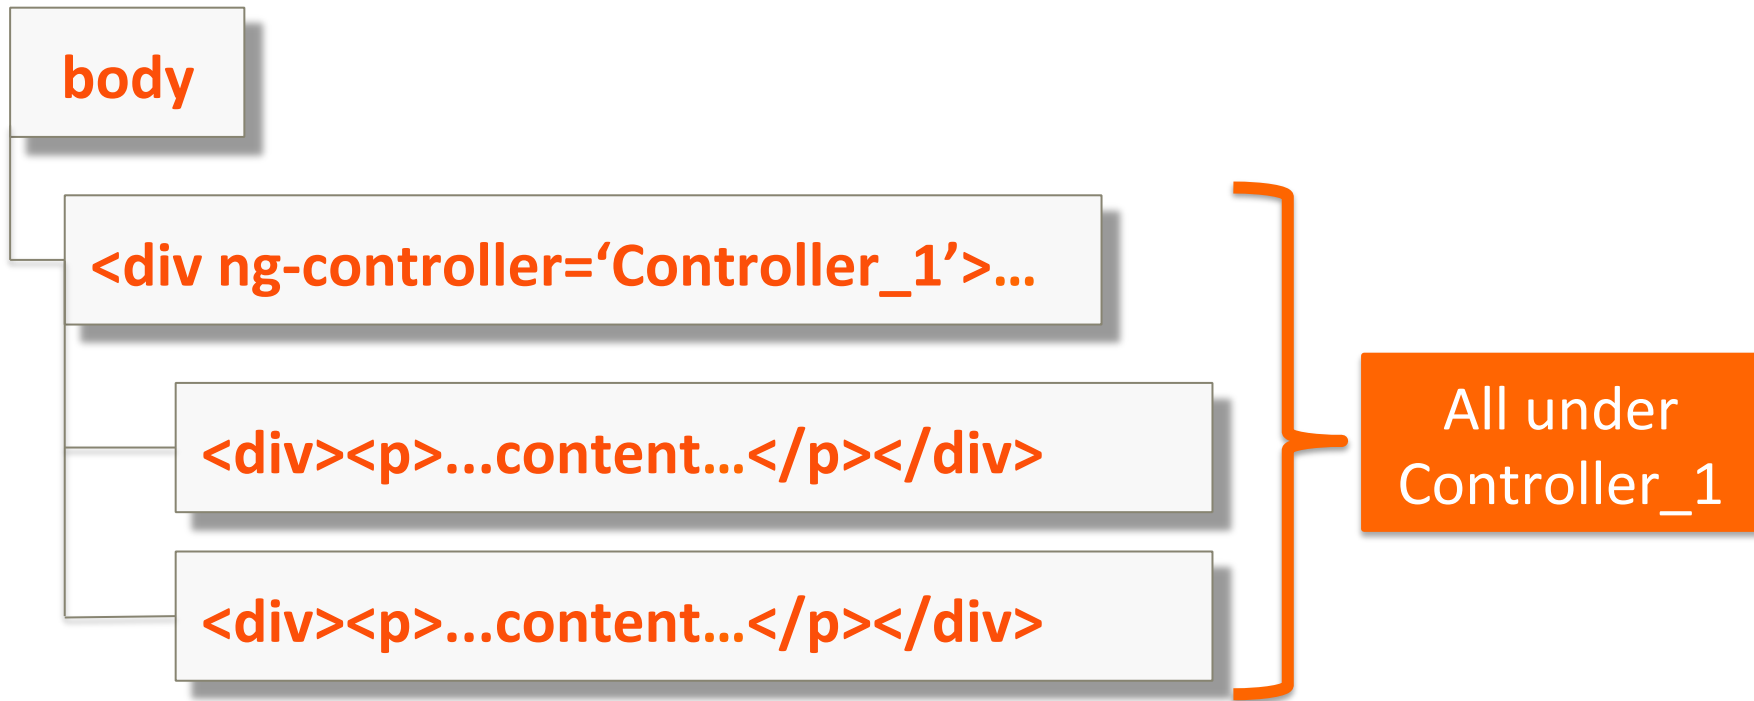 body
<div ng-controller=‘Controller_1’>...
<div><p>...content...</p></div>
<div><p>...content...</p></div>
All under
Controller_1